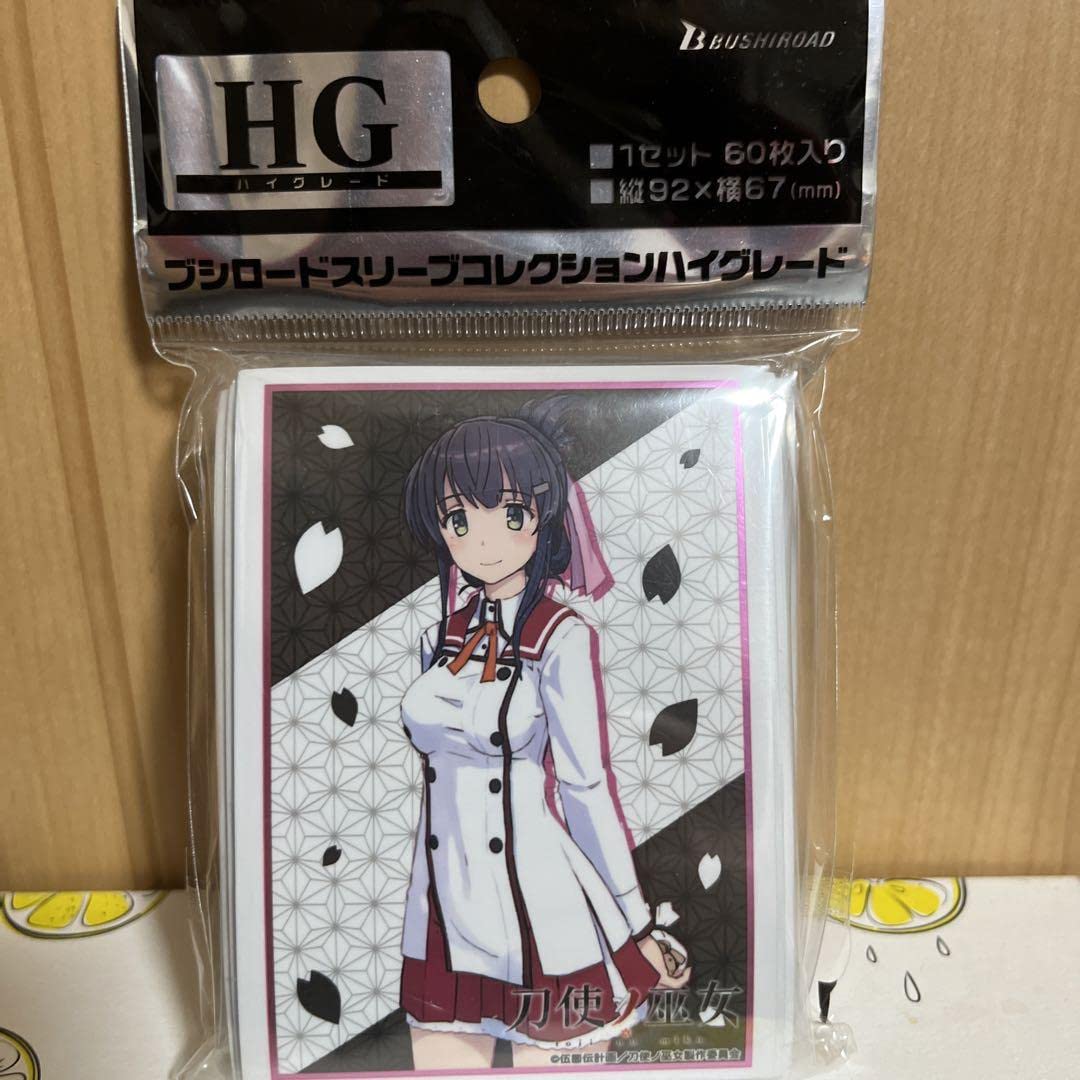 BUSHIROAD
HG
ハイグレード
■1セット 60枚入り
■縦92×横67(mm)
ブシロードスリーブコレクションハイグレード
刀使ノ巫女
toji no miko
©伍箇伝計画/刀使ノ巫女製作委員会